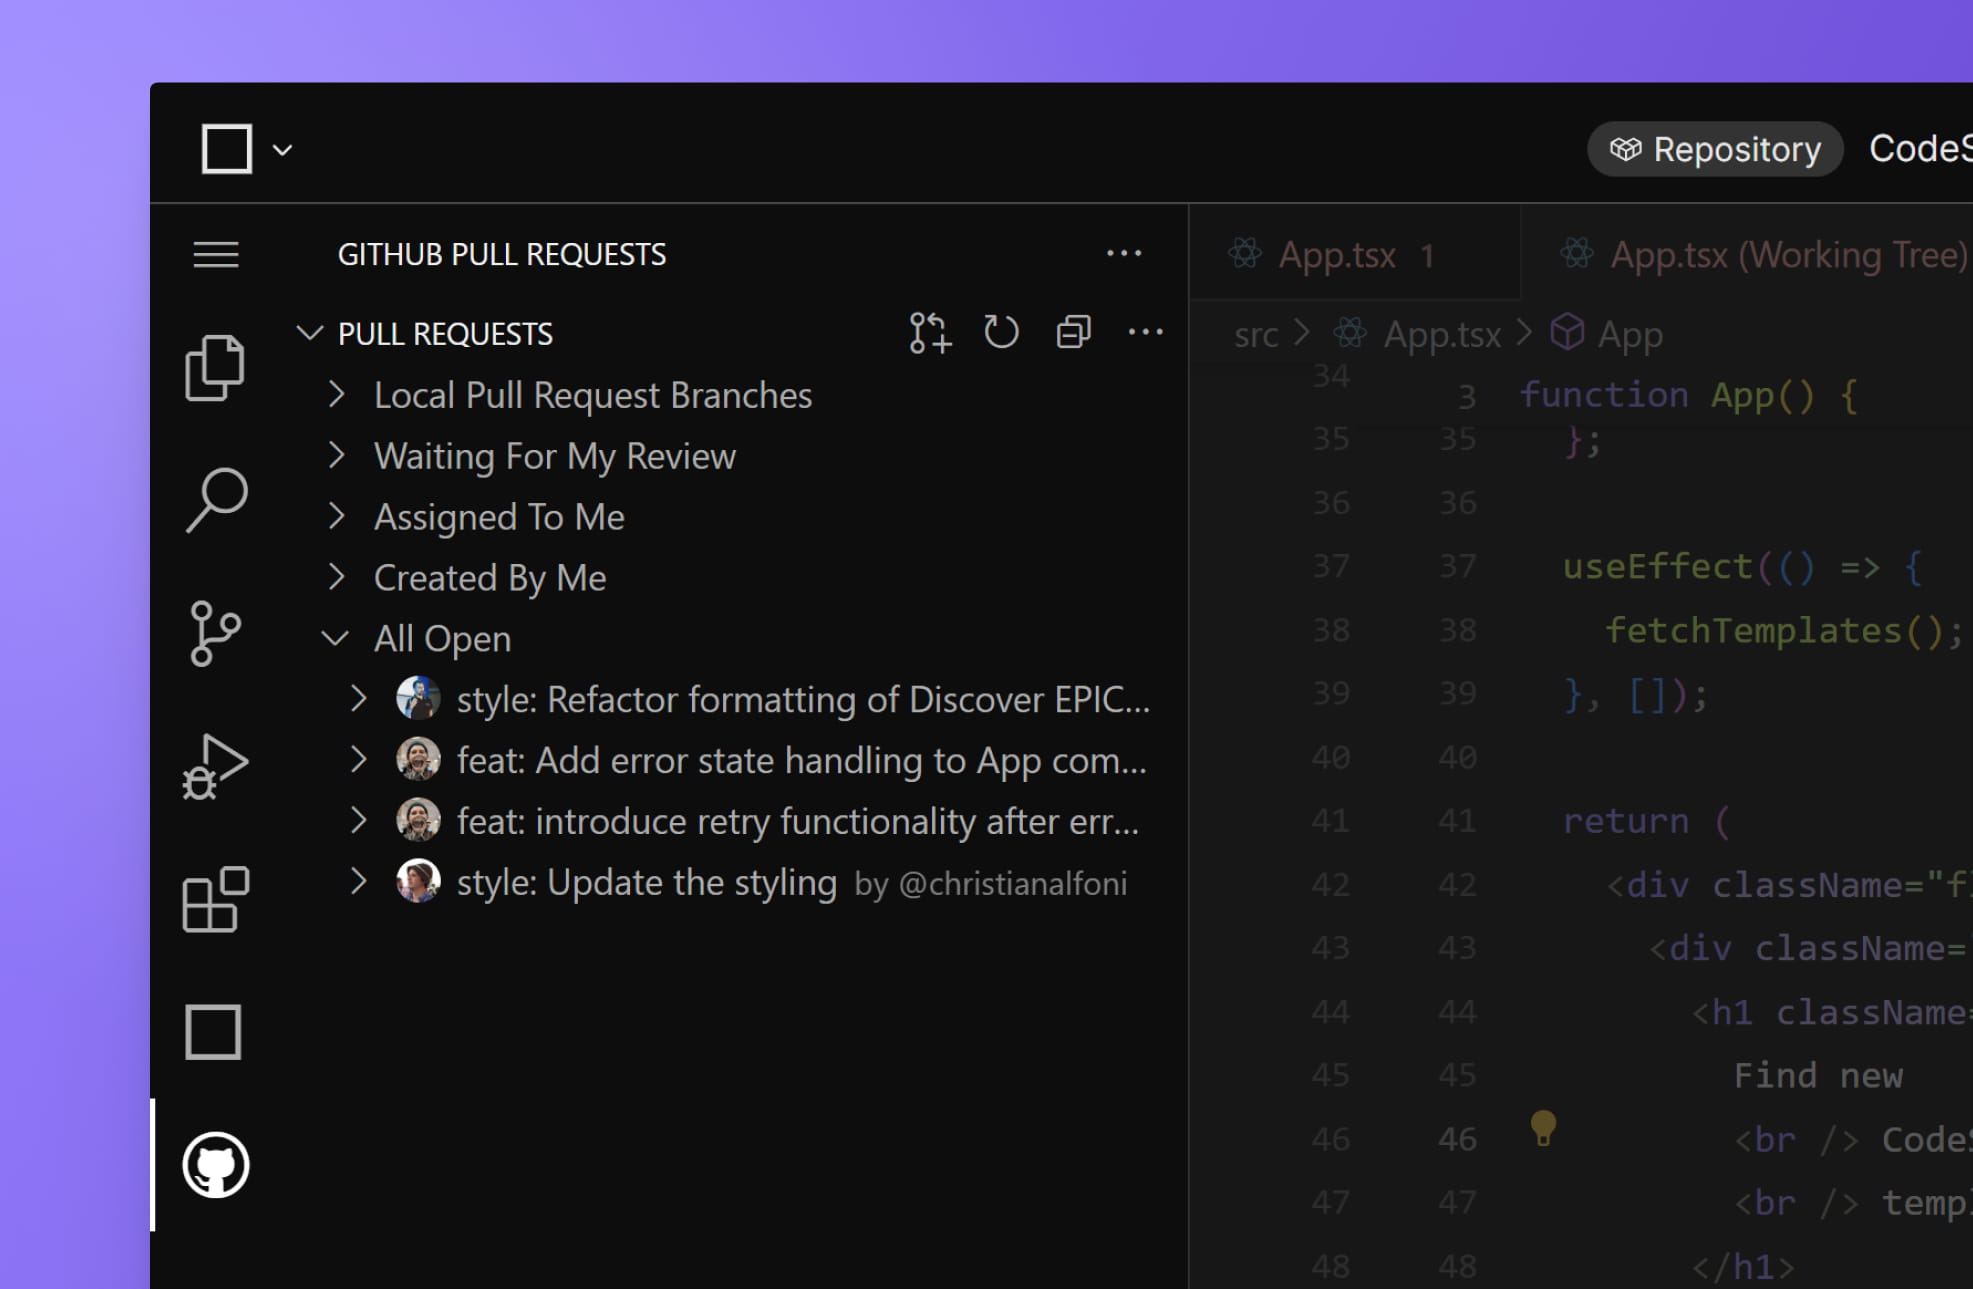 Repository CodeS
GITHUB PULL REQUESTS
PULL REQUESTS
Local Pull Request Branches
Waiting For My Review
Assigned To Me
Created By Me
All Open
style: Refactor formatting of Discover EPIC...
feat: Add error state handling to App com...
feat: introduce retry functionality after err...
style: Update the styling by @christianalfoni
App.tsx 1 App.tsx (Working Tree)
src > App.tsx > App
34
3 function App() {
35 35 };
36 36
37 37 useEffect(() => {
38 38 fetchTemplates();
39 39 }, []);
40 40
41 41 return (
42 42 <div className="fl
43 43 <div className=
44 44 <h1 className=
45 45 Find new
46 46 <br /> CodeS
47 47 <br /> templ
48 48 </h1>